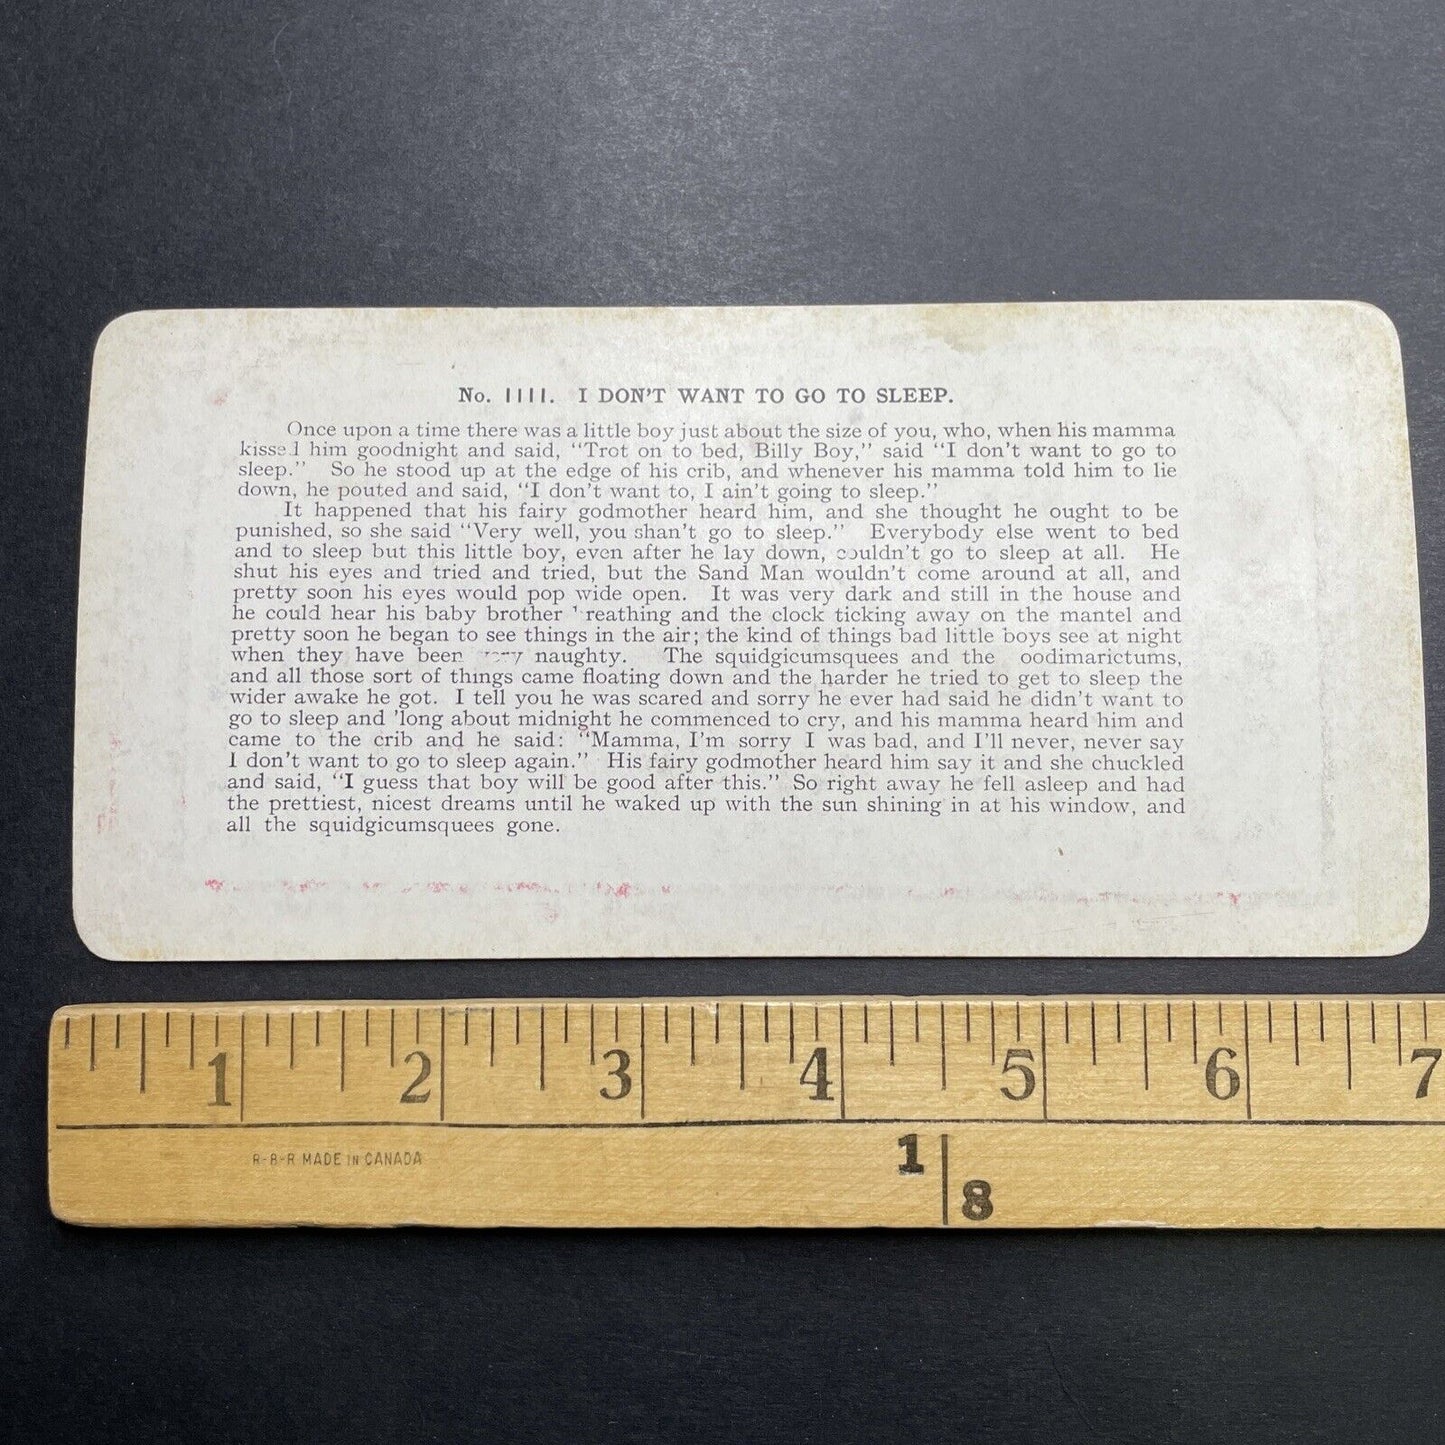 No. 1111. I DON'T WANT TO GO TO SLEEP.
Once upon a time there was a little boy just about the size of you, who, when his mamma
kissed him goodnight and said, "Trot on to bed, Billy Boy," said "I don't want to go to
sleep." So he stood up at the edge of his crib, and whenever his mamma told him to lie
down, he pouted and said, "I don't want to, I ain't going to sleep."
It happened that his fairy godmother heard him, and she thought he ought to be
punished, so she said "Very well, you shan't go to sleep." Everybody else went to bed
and to sleep but this little boy, even after he lay down, couldn't go to sleep at all. He
shut his eyes and tried and tried, but the Sand Man wouldn't come around at all, and
pretty soon his eyes would pop wide open. It was very dark and still in the house and
he could hear his baby brother 'reathing and the clock ticking away on the mantel and
pretty soon he began to see things in the air; the kind of things bad little boys see at night
when they have been very naughty. The squidgicumsquees and the oodimarictums,
and all those sort of things came floating down and the harder he tried to get to sleep the
wider awake he got. I tell you he was scared and sorry he ever had said he didn't want to
go to sleep and 'long about midnight he commenced to cry, and his mamma heard him and
came to the crib and he said: "Mamma, I'm sorry I was bad, and I'll never, never say
I don't want to go to sleep again." His fairy godmother heard him say it and she chuckled
and said, "I guess that boy will be good after this." So right away he fell asleep and had
the prettiest, nicest dreams until he waked up with the sun shining in at his window, and
all the squidgicumsquees gone.
1 2 3 4 5 6 7
R-B-R MADE IN CANADA
1
8